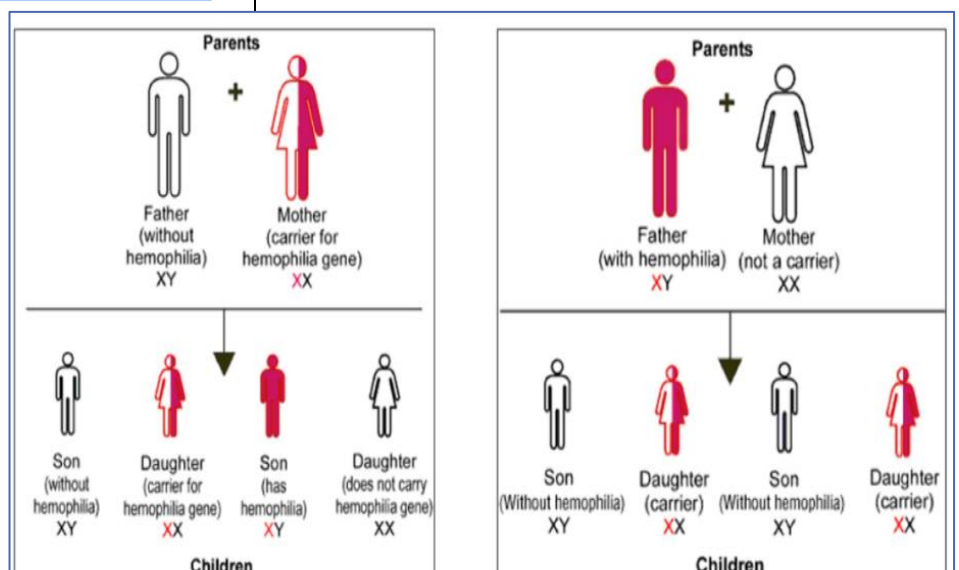 Parents
+
Father
(without
hemophilia)
XY
Mother
(carrier for
hemophilia gene)
XX
Son
(without
hemophilia)
XY
Daughter
(carrier for
hemophilia gene)
XX
Son
(has
hemophilia)
XY
Daughter
(does not carry
hemophilia gene)
XX
Children
Parents
+
Father
(with hemophilia)
XY
Mother
(not a carrier)
XX
Son
(Without hemophilia)
XY
Daughter
(carrier)
XX
Son
(Without hemophilia)
XY
Daughter
(carrier)
XX
Children